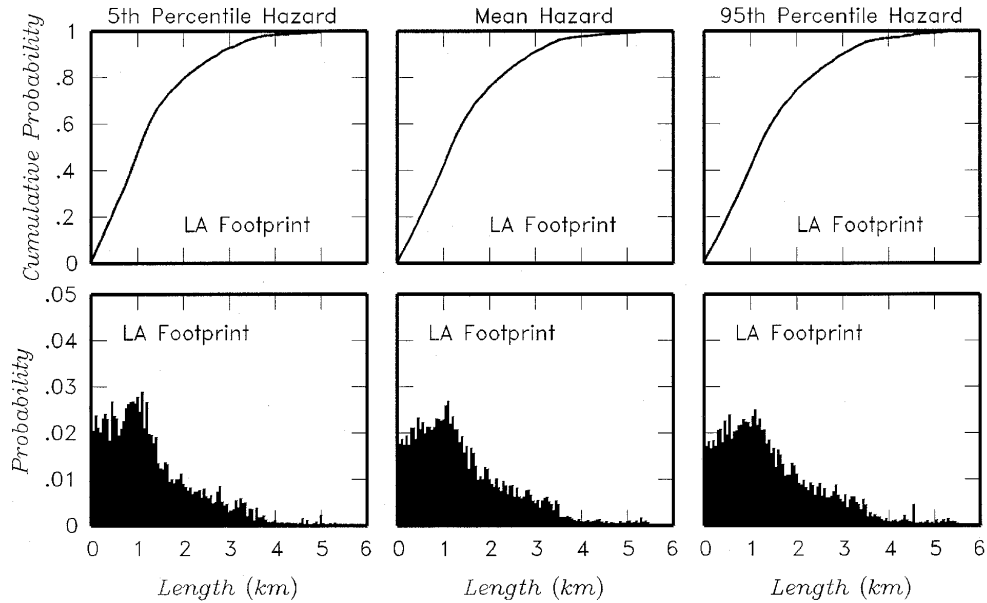 5th Percentile Hazard
Mean Hazard
95th Percentile Hazard
Cumulative Probability
1
.8
.6
.4
.2
0
LA Footprint
LA Footprint
LA Footprint
Probability
.05
.04
.03
.02
.01
0
LA Footprint
LA Footprint
LA Footprint
0 1 2 3 4 5 6
0 1 2 3 4 5 6
0 1 2 3 4 5 6
Length (km)
Length (km)
Length (km)